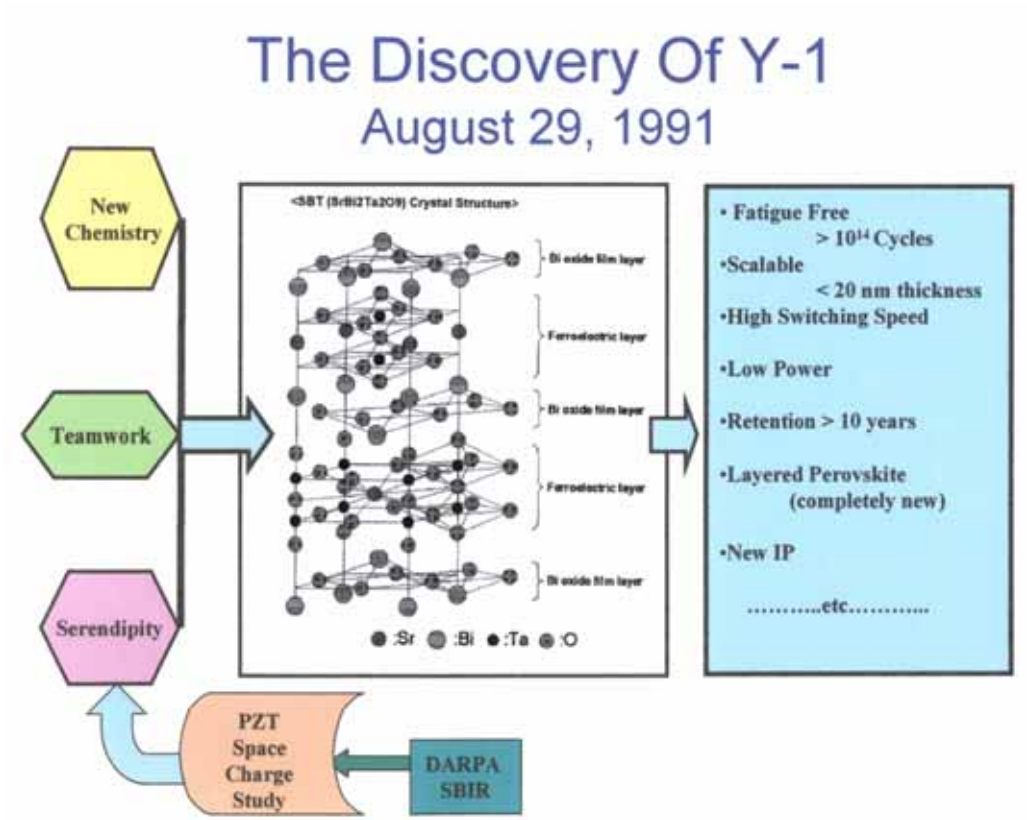 The Discovery Of Y-1
August 29, 1991
New
Chemistry
Teamwork
Serendipity
PZT
Space
Charge
Study
DARPA
SBIR
<SBT (SrBi2Ta2O9) Crystal Structure>
Bi oxide film layer
Ferroelectric layer
Bi oxide film layer
Ferroelectric layer
Bi oxide film layer
:Sr :Bi :Ta :O
• Fatigue Free
> 10¹⁴ Cycles
•Scalable
< 20 nm thickness
•High Switching Speed
•Low Power
•Retention > 10 years
•Layered Perovskite
(completely new)
•New IP
...........etc...........